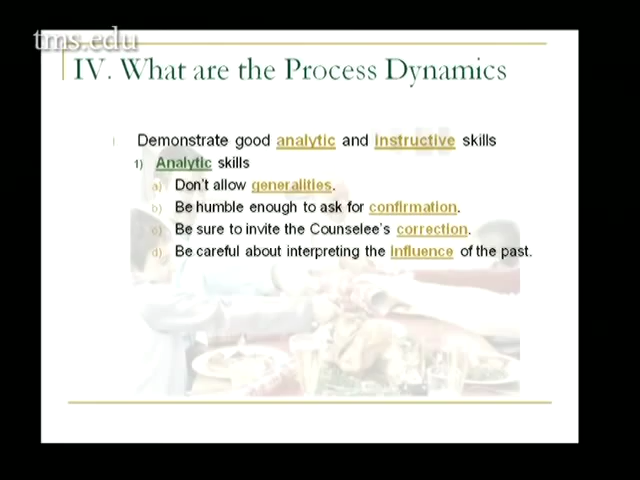 tms.edu
IV. What are the Process Dynamics
Demonstrate good analytic and instructive skills
1) Analytic skills
a) Don't allow generalities.
b) Be humble enough to ask for confirmation.
c) Be sure to invite the Counselee's correction.
d) Be careful about interpreting the influence of the past.